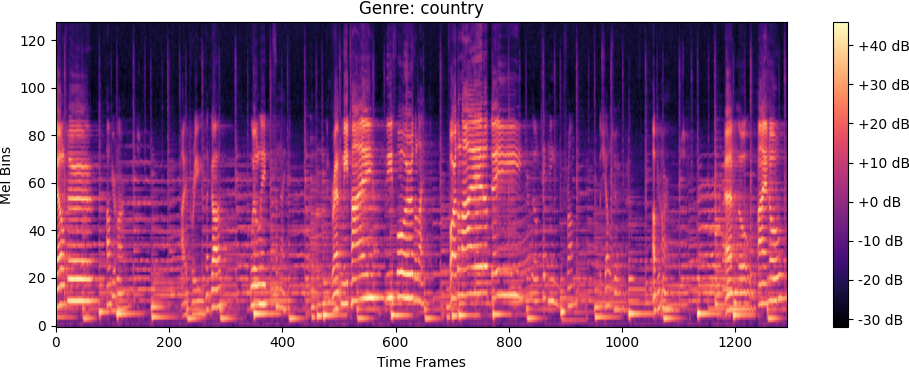 Genre: country
+40 dB
+30 dB
+20 dB
+10 dB
+0 dB
-10 dB
-20 dB
-30 dB
120
100
80
60
40
20
0
Mel Bins
0 200 400 600 800 1000 1200
Time Frames